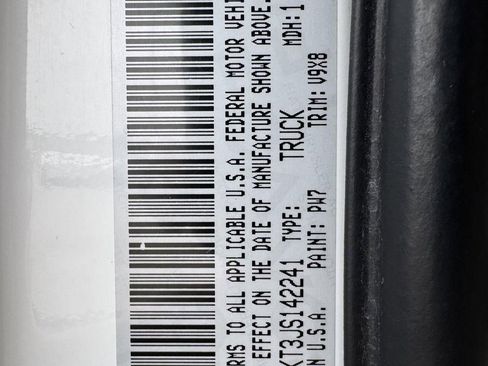 RMS TO ALL APPLICABLE U.S.A. FEDERAL MOTOR VEHI
EFFECT ON THE DATE OF MANUFACTURE SHOWN ABOVE.
KT3JS142241 TYPE: TRUCK MDH: 1
N U.S.A. PAINT: PW7 TRIM: V9X8